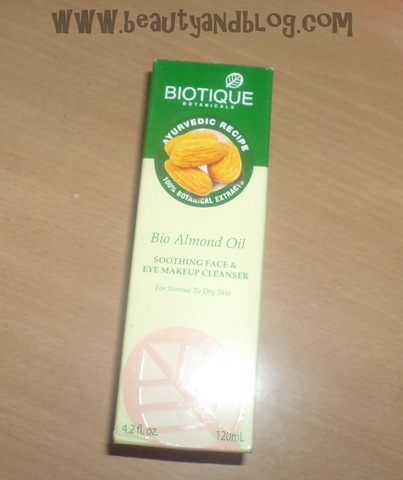 www.beautyandblog.com
BIOTIQUE
BOTANICALS
AYURVEDIC RECIPE
100% BOTANICAL EXTRACTS
Bio Almond Oil
SOOTHING FACE &
EYE MAKEUP CLEANSER
For Normal To Dry Skin
4.2 fl. oz. 120mL